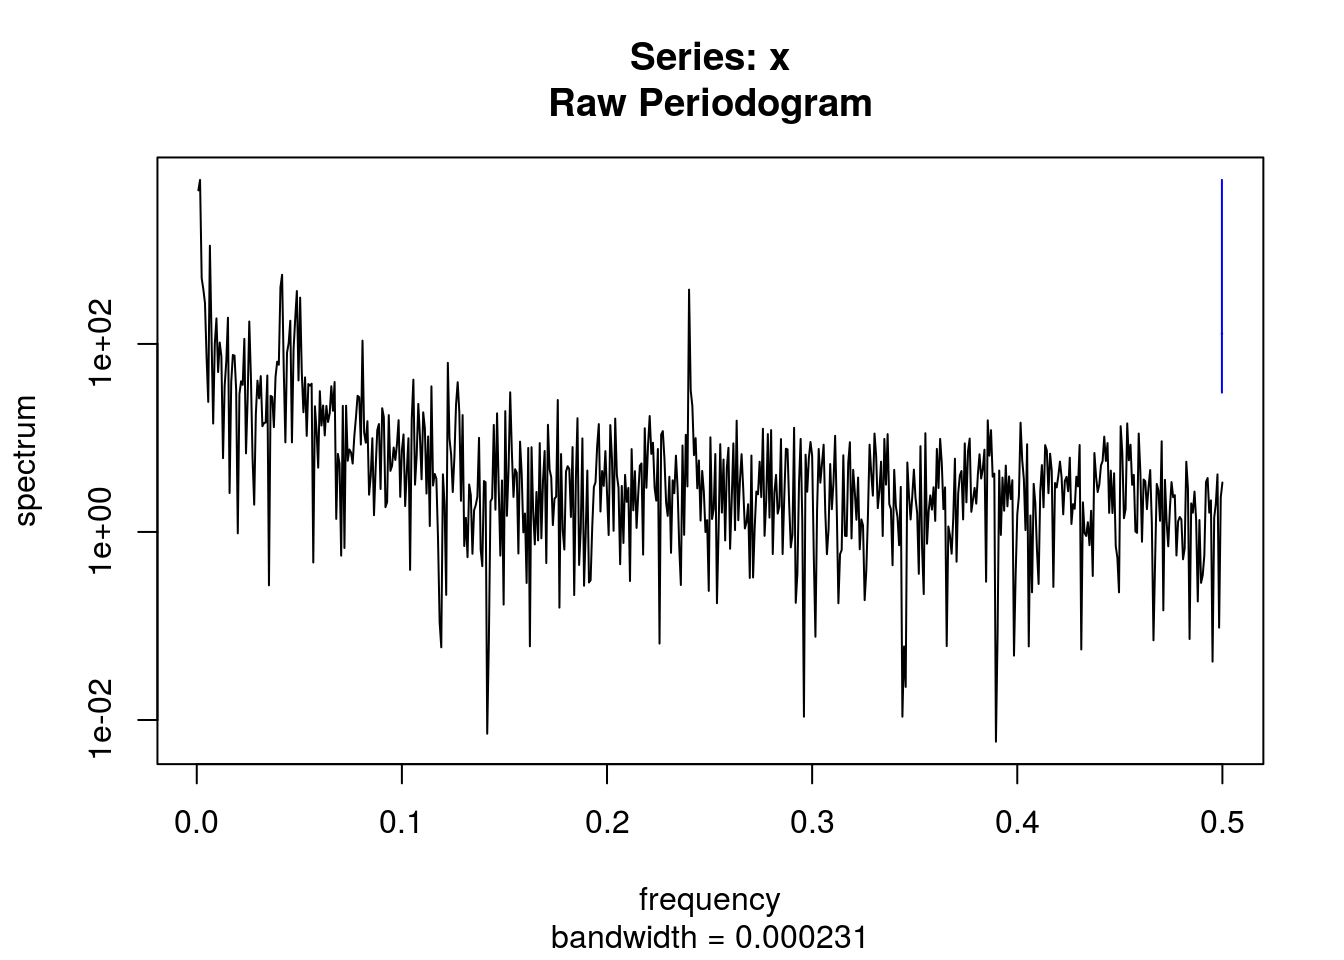 Series: x
Raw Periodogram
spectrum
1e+02
1e+00
1e-02
0.0 0.1 0.2 0.3 0.4 0.5
frequency
bandwidth = 0.000231